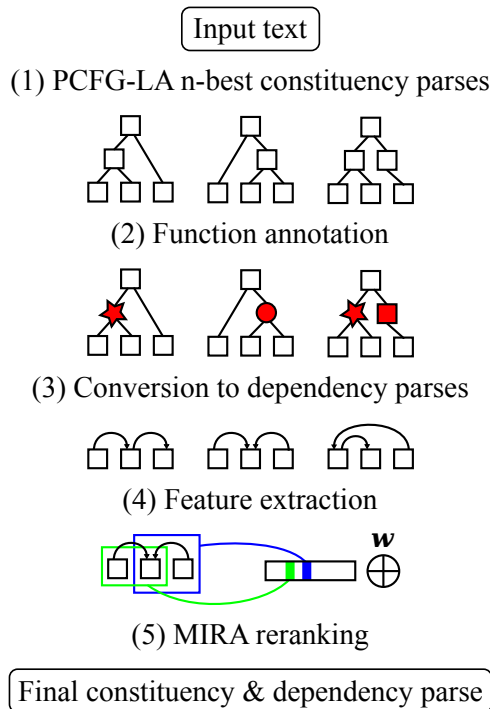 Input text
(1) PCFG-LA n-best constituency parses
(2) Function annotation
(3) Conversion to dependency parses
(4) Feature extraction
w
(5) MIRA reranking
Final constituency & dependency parse